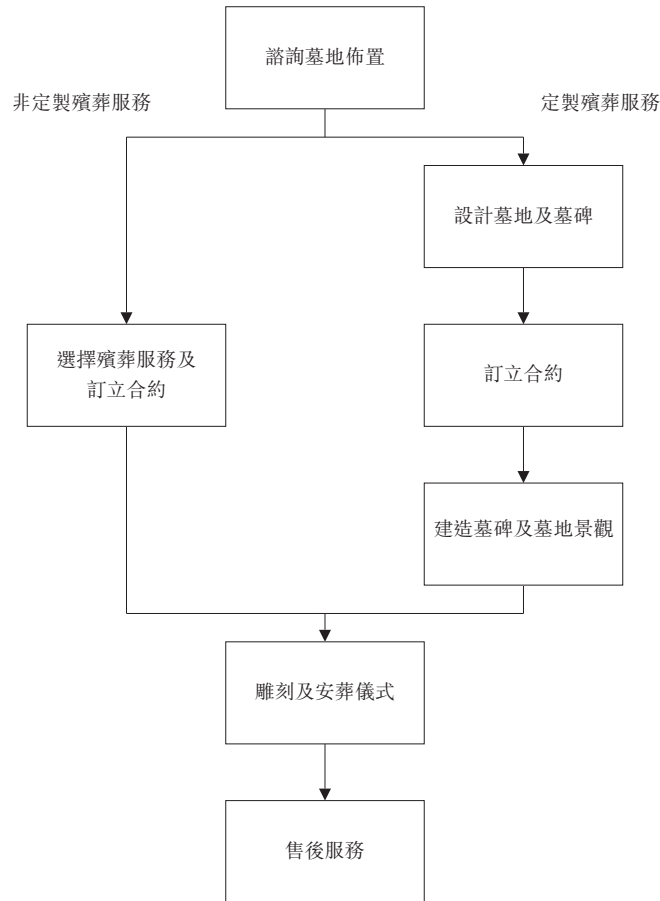 諮詢墓地佈置
非定製殯葬服務
定製殯葬服務
設計墓地及墓碑
選擇殯葬服務及
訂立合約
訂立合約
建造墓碑及墓地景觀
雕刻及安葬儀式
售後服務